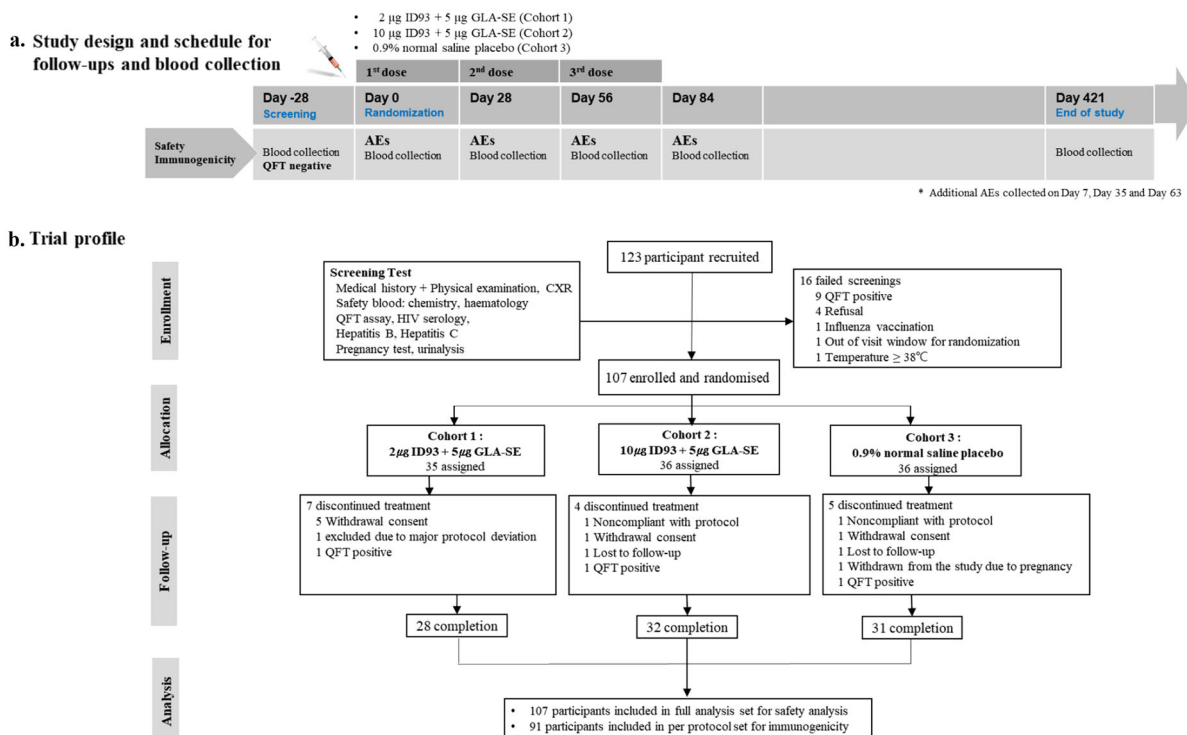 a. Study design and schedule for
follow-ups and blood collection
• 2 μg ID93 + 5 μg GLA-SE (Cohort 1)
• 10 μg ID93 + 5 μg GLA-SE (Cohort 2)
• 0.9% normal saline placebo (Cohort 3)
1st dose
2nd dose
3rd dose
Day -28
Screening
Day 0
Randomization
Day 28
Day 56
Day 84
Day 421
End of study
Safety
Immunogenicity
Blood collection
QFT negative
AEs
Blood collection
AEs
Blood collection
AEs
Blood collection
AEs
Blood collection
Blood collection
* Additional AEs collected on Day 7, Day 35 and Day 63
b. Trial profile
Enrollment
123 participant recruited
Screening Test
Medical history + Physical examination, CXR
Safety blood: chemistry, haematology
QFT assay, HIV serology,
Hepatitis B, Hepatitis C
Pregnancy test, urinalysis
16 failed screenings
9 QFT positive
4 Refusal
1 Influenza vaccination
1 Out of visit window for randomization
1 Temperature ≥ 38℃
107 enrolled and randomised
Allocation
Cohort 1 :
2μg ID93 + 5μg GLA-SE
35 assigned
Cohort 2 :
10μg ID93 + 5μg GLA-SE
36 assigned
Cohort 3 :
0.9% normal saline placebo
36 assigned
Follow-up
7 discontinued treatment
5 Withdrawal consent
1 excluded due to major protocol deviation
1 QFT positive
4 discontinued treatment
1 Noncompliant with protocol
1 Withdrawal consent
1 Lost to follow-up
1 QFT positive
5 discontinued treatment
1 Noncompliant with protocol
1 Withdrawal consent
1 Lost to follow-up
1 Withdrawn from the study due to pregnancy
1 QFT positive
28 completion
32 completion
31 completion
Analysis
• 107 participants included in full analysis set for safety analysis
• 91 participants included in per protocol set for immunogenicity